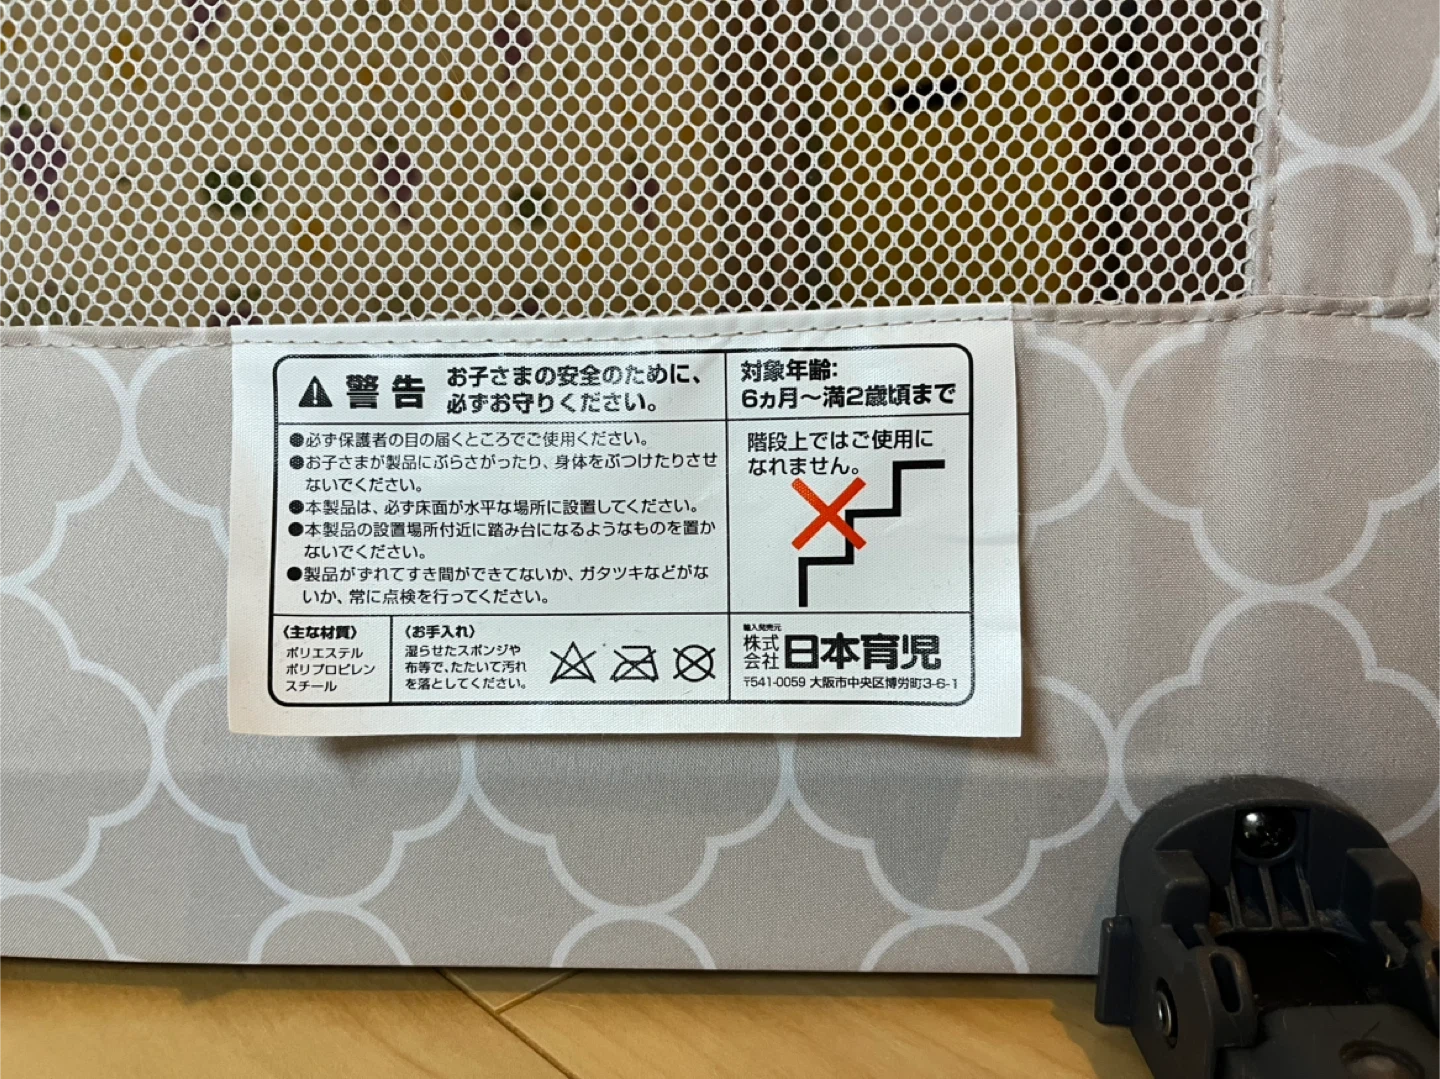 警告 お子さまの安全のために、
必ずお守りください。
対象年齢:
6ヵ月～満2歳頃まで
●必ず保護者の目の届くところでご使用ください。
●お子さまが製品にぶらさがったり、身体をぶつけたりさせ
ないでください。
●本製品は、必ず床面が水平な場所に設置してください。
●本製品の設置場所付近に踏み台になるようなものを置か
ないでください。
●製品がずれてすき間ができてないか、ガタツキなどがな
いか、常に点検を行ってください。
階段上ではご使用に
なれません。
〈主な材質〉
ポリエステル
ポリプロピレン
スチール
〈お手入れ〉
湿らせたスポンジや
布等で、たたいて汚れ
を落としてください。
輸入発売元
株式会社 日本育児
〒541-0059 大阪市中央区博労町3-6-1